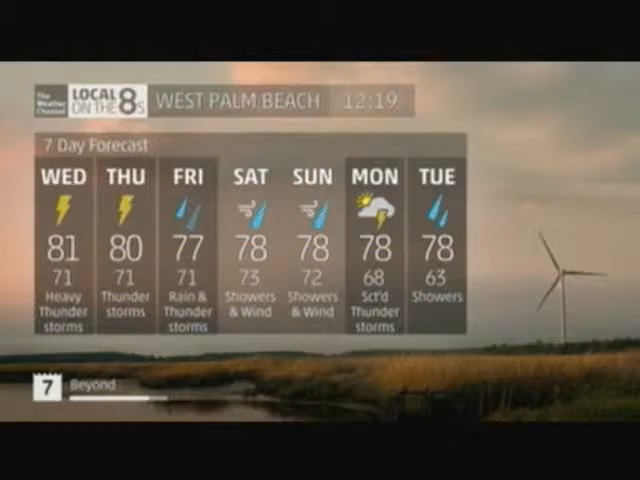 The
Weather
Channel
LOCAL
ON THE 8s
WEST PALM BEACH 12:19
7 Day Forecast
WED THU FRI SAT SUN MON TUE
81 80 77 78 78 78 78
71 71 71 73 72 68 63
Heavy Thunder storms
Thunder storms
Rain & Thunder storms
Showers & Wind
Showers & Wind
Sct'd Thunder storms
Showers
7 Beyond